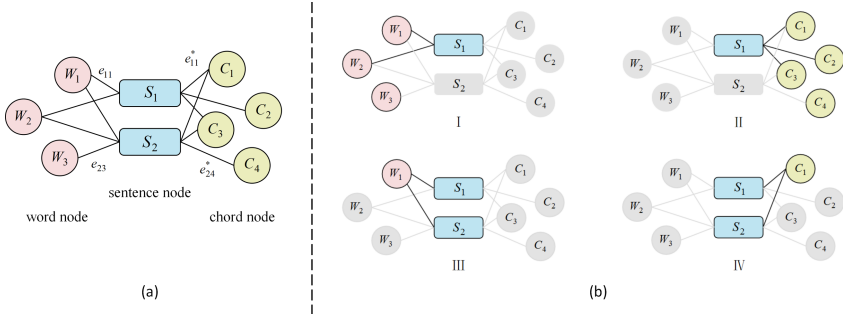 W1
W2
W3
e11
e23
S1
S2
e*11
e*24
C1
C2
C3
C4
sentence node
word node
chord node
(a)
W1
W2
W3
S1
S2
C1
C2
C3
C4
I
W1
W2
W3
S1
S2
C1
C2
C3
C4
II
W1
W2
W3
S1
S2
C1
C2
C3
C4
III
W1
W2
W3
S1
S2
C1
C2
C3
C4
IV
(b)